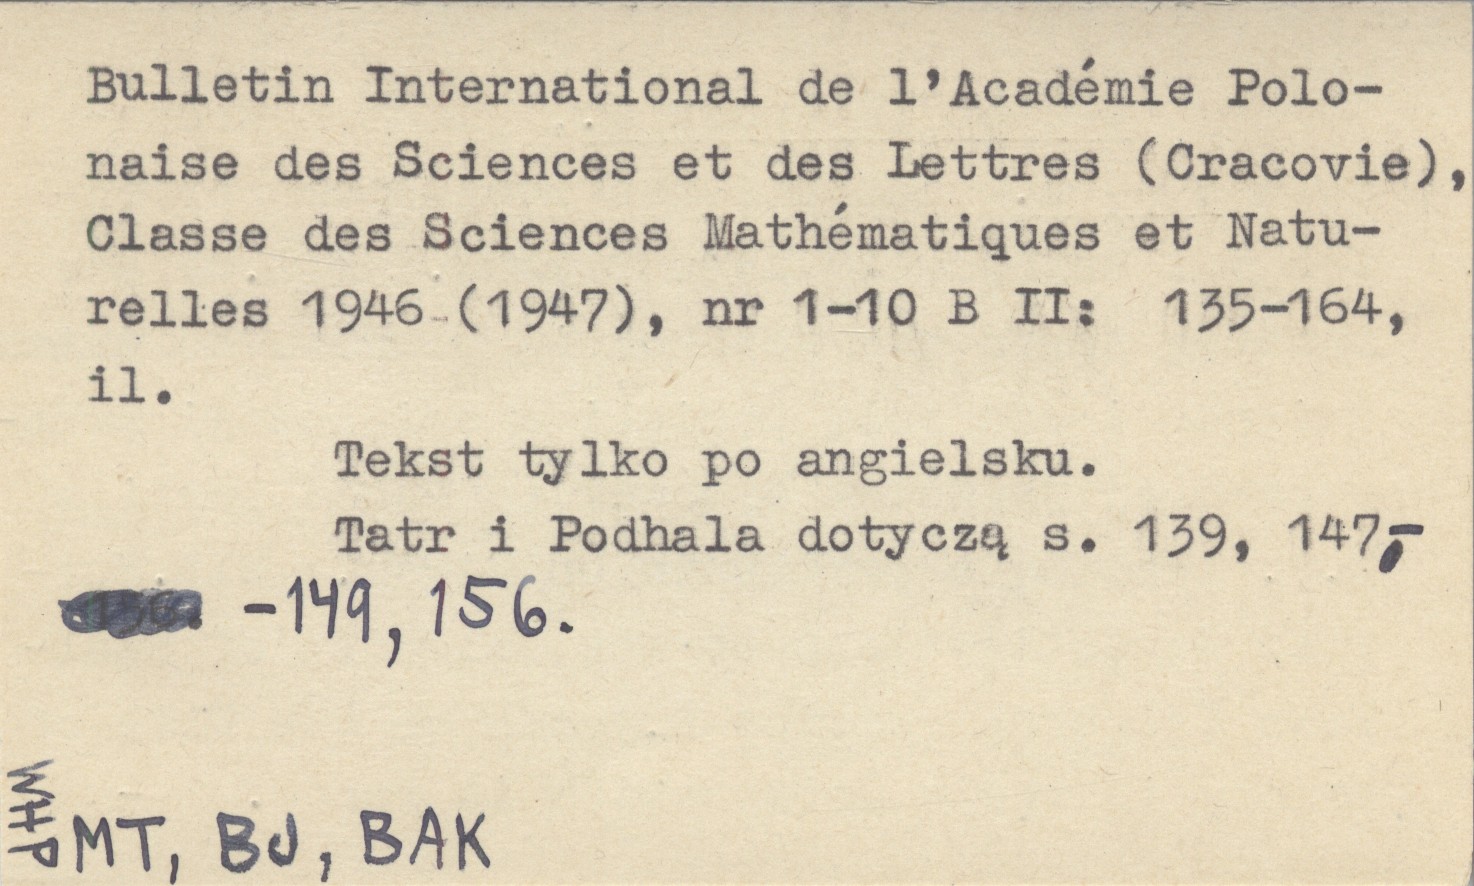 Bulletin International de l'Académie Polo-
naise des Sciences et des Lettres (Cracovie),
Classe des Sciences Mathématiques et Natu-
relles 1946 (1947), nr 1-10 B II: 135-164,
il.
Tekst tylko po angielsku.
Tatr i Podhala dotyczą s. 139, 147,-
-149, 156.
WHP
MT, BJ, BAK